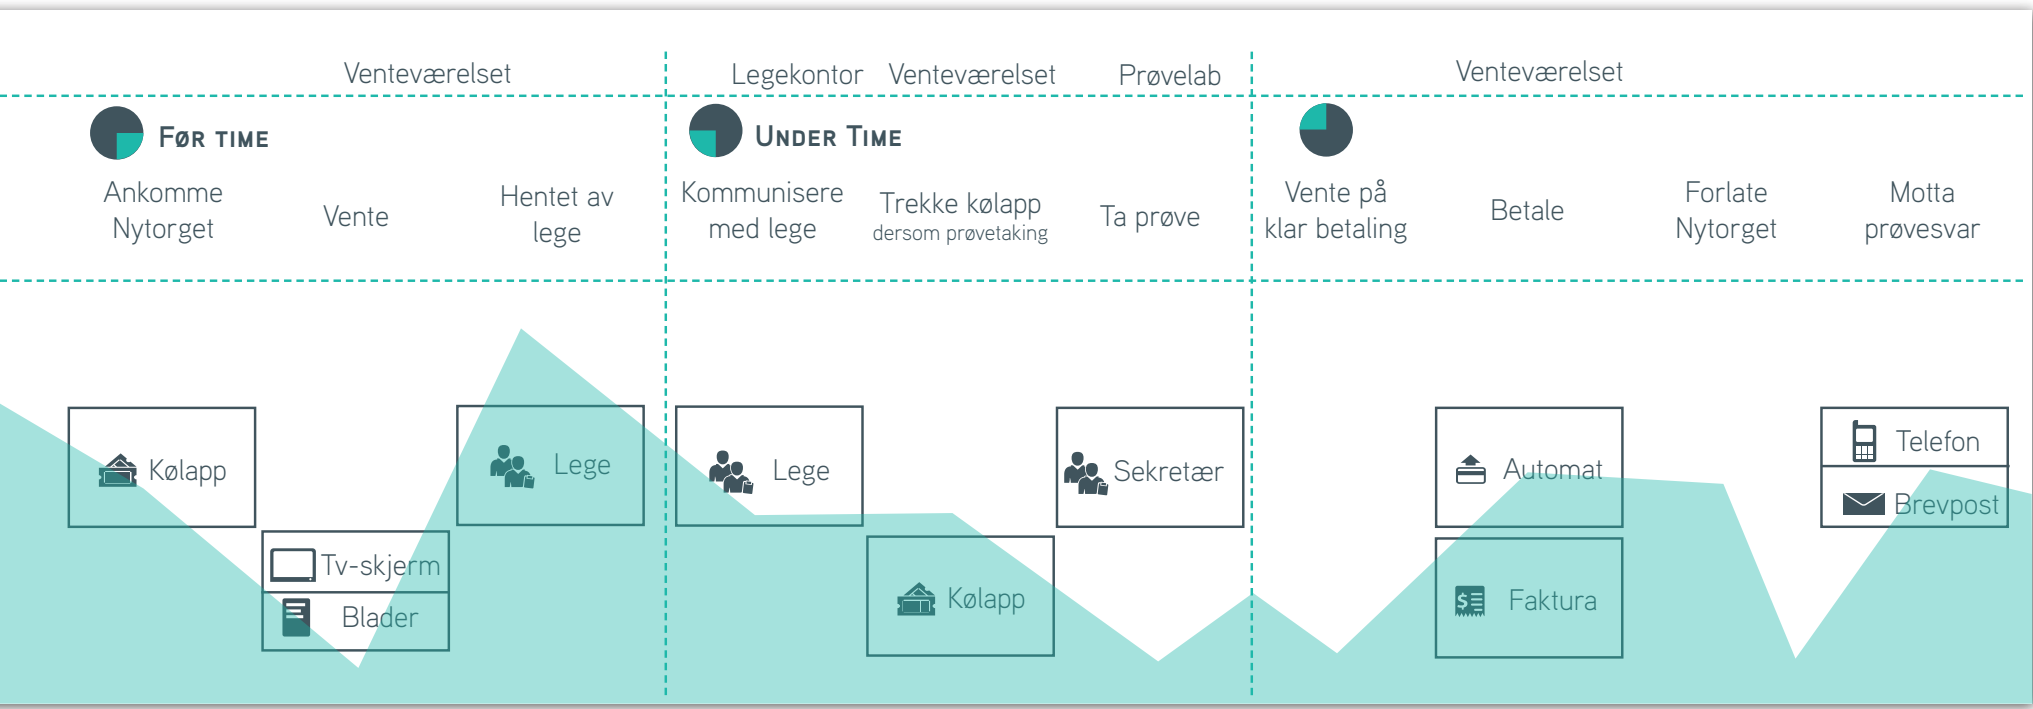 Venteværelset
Legekontor
Venteværelset
Prøvelab
Venteværelset
Før time
Under Time
Ankomme
Nytorget
Vente
Hentet av
lege
Kommunisere
med lege
Trekke kølapp
dersom prøvetaking
Ta prøve
Vente på
klar betaling
Betale
Forlate
Nytorget
Motta
prøvesvar
Kølapp
Tv-skjerm
Blader
Lege
Lege
Kølapp
Sekretær
Automat
Faktura
Telefon
Brevpost